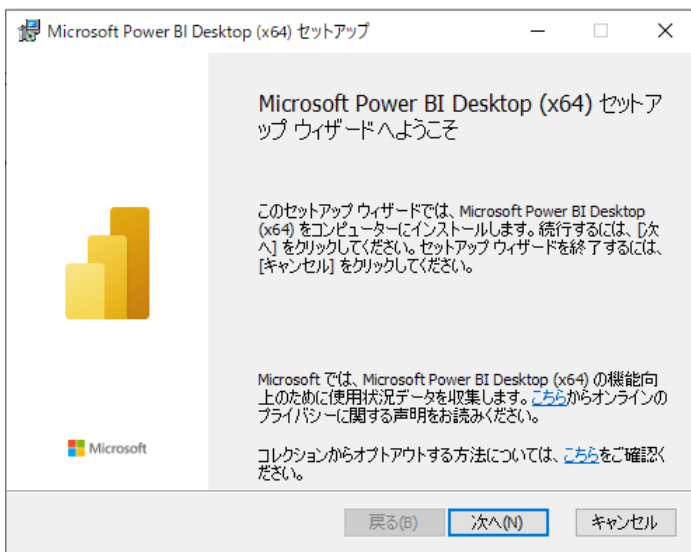 Microsoft Power BI Desktop (x64) セットアップ
Microsoft Power BI Desktop (x64) セットア
ップ ウィザードへようこそ
このセットアップ ウィザードでは、Microsoft Power BI Desktop
(x64) をコンピューターにインストールします。続行するには、[次
へ] をクリックしてください。セットアップ ウィザードを終了するには、
[キャンセル] をクリックしてください。
Microsoft では、Microsoft Power BI Desktop (x64) の機能向
上のために使用状況データを収集します。こちらからオンラインの
プライバシーに関する声明をお読みください。
Microsoft
コレクションからオプトアウトする方法については、こちらをご確認く
ださい。
戻る(B) 次へ(N) キャンセル